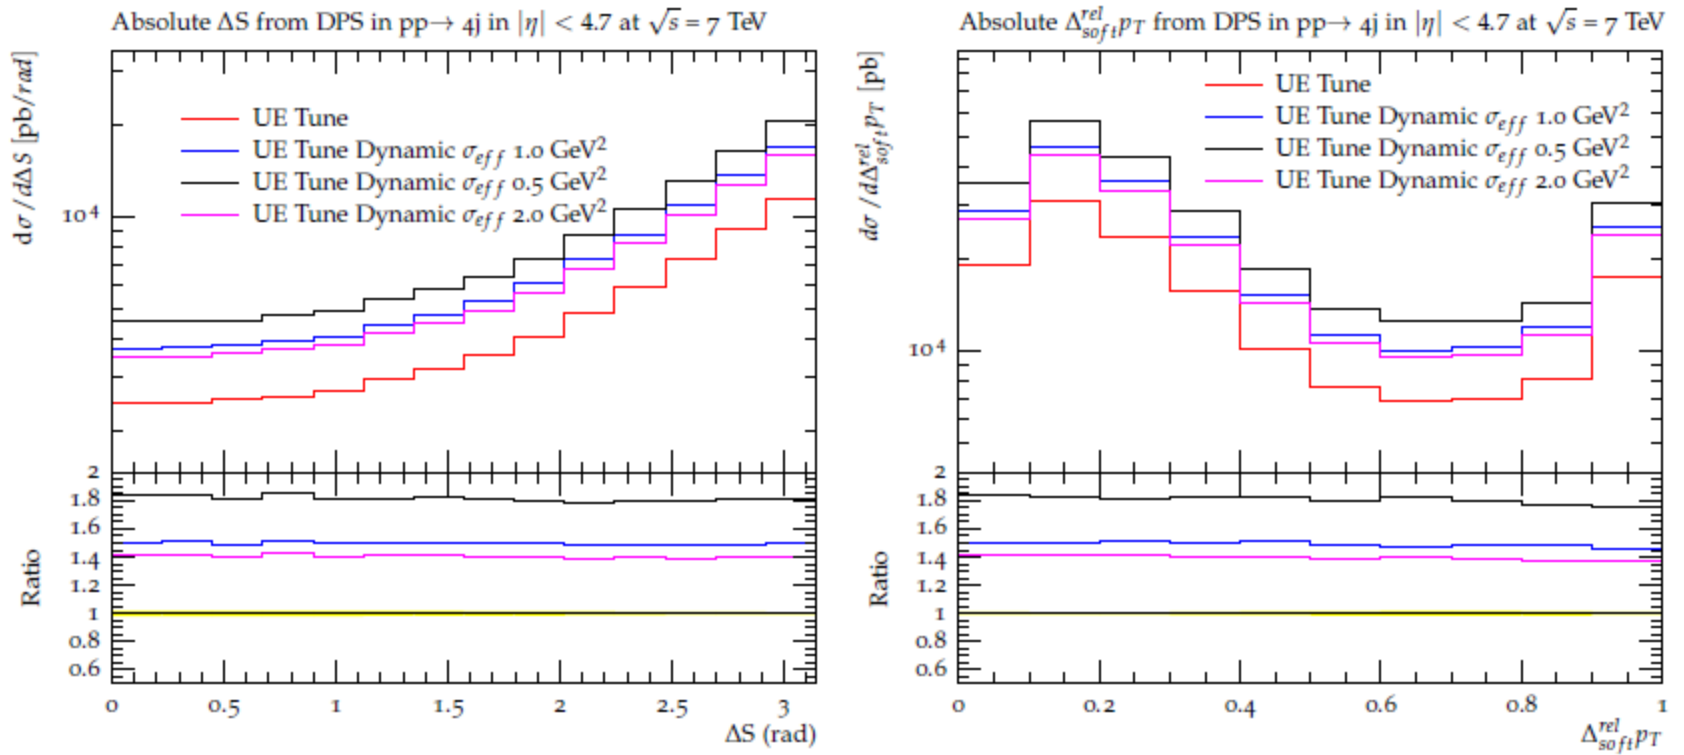 Absolute ΔS from DPS in pp→ 4j in |η| < 4.7 at √s = 7 TeV
dσ/dΔS [pb/rad]
UE Tune
UE Tune Dynamic σeff 1.0 GeV²
UE Tune Dynamic σeff 0.5 GeV²
UE Tune Dynamic σeff 2.0 GeV²
10⁴
2
1.8
1.6
1.4
1.2
1
0.8
0.6
Ratio
0 0.5 1 1.5 2 2.5 3
ΔS (rad)
Absolute Δ^rel_soft pT from DPS in pp→ 4j in |η| < 4.7 at √s = 7 TeV
dσ/dΔ^rel_soft pT [pb]
UE Tune
UE Tune Dynamic σeff 1.0 GeV²
UE Tune Dynamic σeff 0.5 GeV²
UE Tune Dynamic σeff 2.0 GeV²
10⁴
2
1.8
1.6
1.4
1.2
1
0.8
0.6
Ratio
0 0.2 0.4 0.6 0.8 1
Δ^rel_soft pT